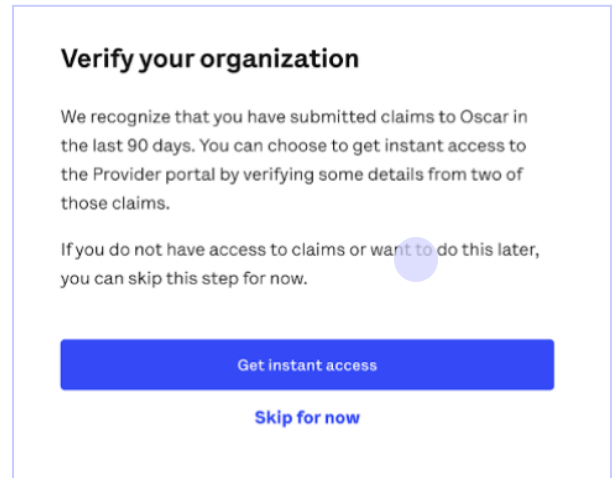 Verify your organization
We recognize that you have submitted claims to Oscar in
the last 90 days. You can choose to get instant access to
the Provider portal by verifying some details from two of
those claims.
If you do not have access to claims or want to do this later,
you can skip this step for now.
Get instant access
Skip for now